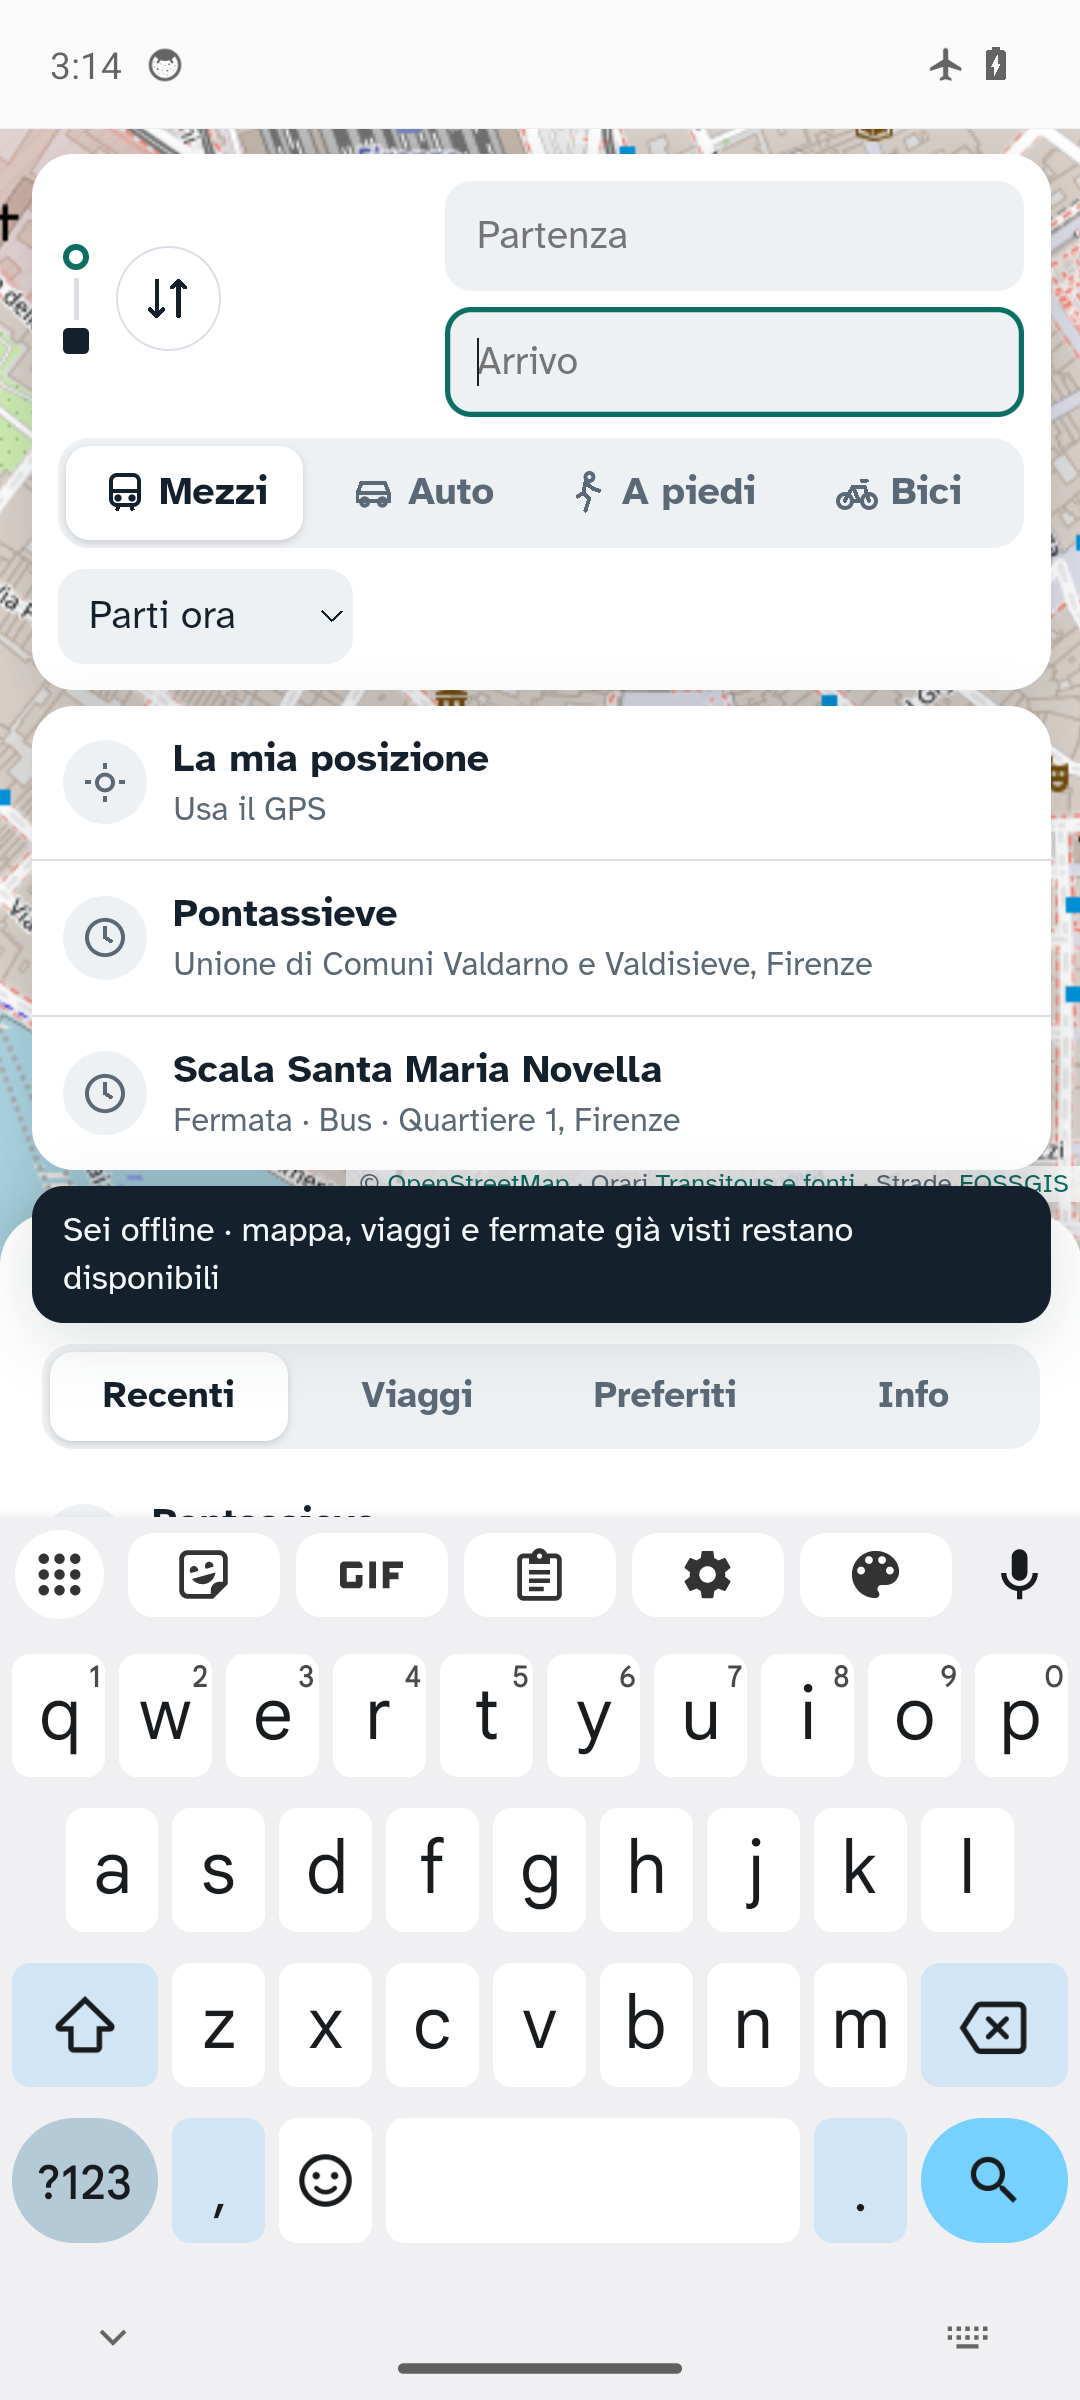 3:14
Partenza
Arrivo
Mezzi
Auto
A piedi
Bici
Parti ora
La mia posizione
Usa il GPS
Pontassieve
Unione di Comuni Valdarno e Valdisieve, Firenze
Scala Santa Maria Novella
Fermata · Bus · Quartiere 1, Firenze
© OpenStreetMap · Orari Transitous e fonti · Strade FOSSGIS
Sei offline · mappa, viaggi e fermate già visti restano
disponibili
Recenti
Viaggi
Preferiti
Info
Pontassieve
GIF
q 1 w 2 e 3 r 4 t 5 y 6 u 7 i 8 o 9 p 0
a s d f g h j k l
z x c v b n m
?123 , .